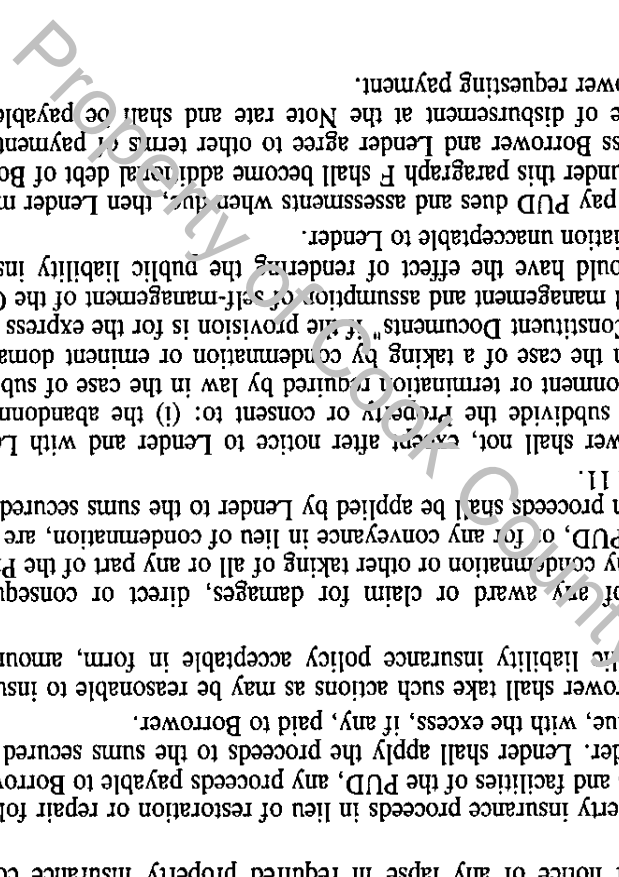 t notice of any lapse in required property insurance co
erty insurance proceeds in lieu of restoration or repair fol
and facilities of the PUD, any proceeds payable to Borrow
der. Lender shall apply the proceeds to the sums secured
ue, with the excess, if any, paid to Borrower.
rower shall take such actions as may be reasonable to insu
lic liability insurance policy acceptable in form, amoun
of any award or claim for damages, direct or consequ
ny condemnation or other taking of all or any part of the P
PUD, or for any conveyance in lieu of condemnation, are
n proceeds shall be applied by Lender to the sums secured
11.
wer shall not, except after notice to Lender and with Le
subdivide the Property or consent to: (i) the abandonm
onment or termination required by law in the case of sub
n the case of a taking by condemnation or eminent doma
Constituent Documents" if the provision is for the express
l management and assumption of self-management of the O
ould have the effect of rendering the public liability ins
iation unacceptable to Lender.
pay PUD dues and assessments when due, then Lender m
under this paragraph F shall become additional debt of Bo
ss Borrower and Lender agree to other terms of payment
e of disbursement at the Note rate and shall be payable
ower requesting payment.
Property of Cook County